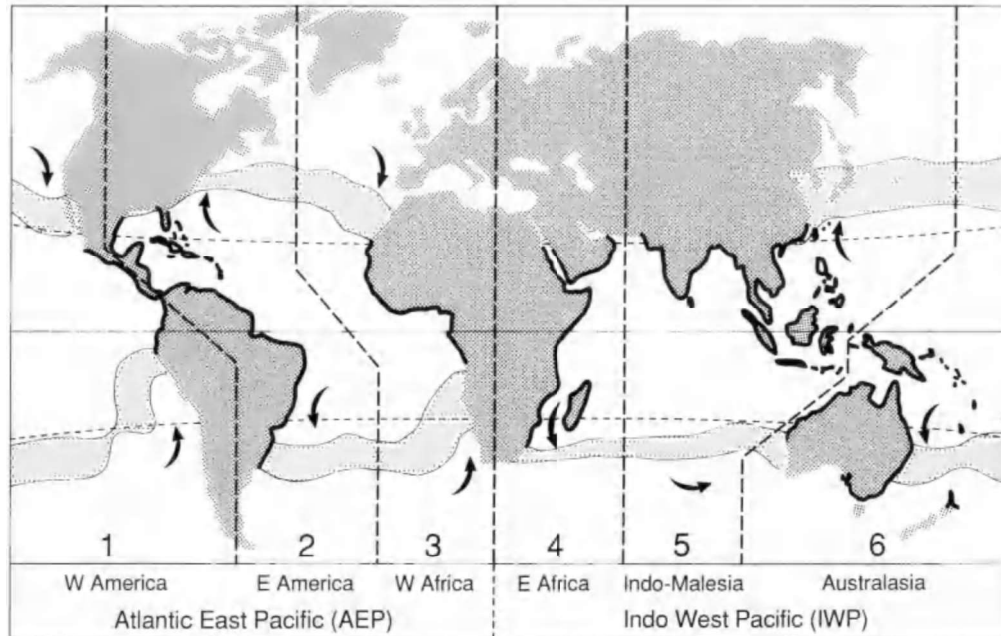 1 2 3 4 5 6
W America E America W Africa E Africa Indo-Malesia Australasia
Atlantic East Pacific (AEP) Indo West Pacific (IWP)